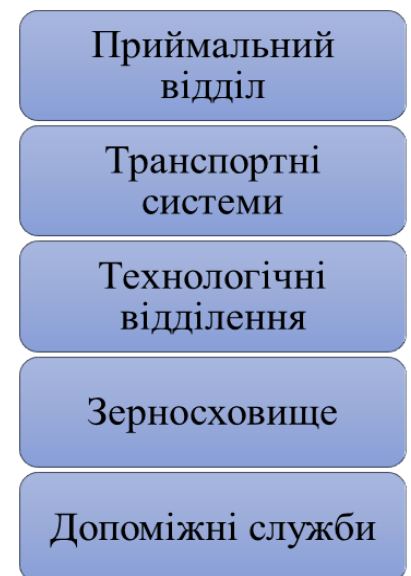 Приймальний
відділ
Транспортні
системи
Технологічні
відділення
Зерносховище
Допоміжні служби